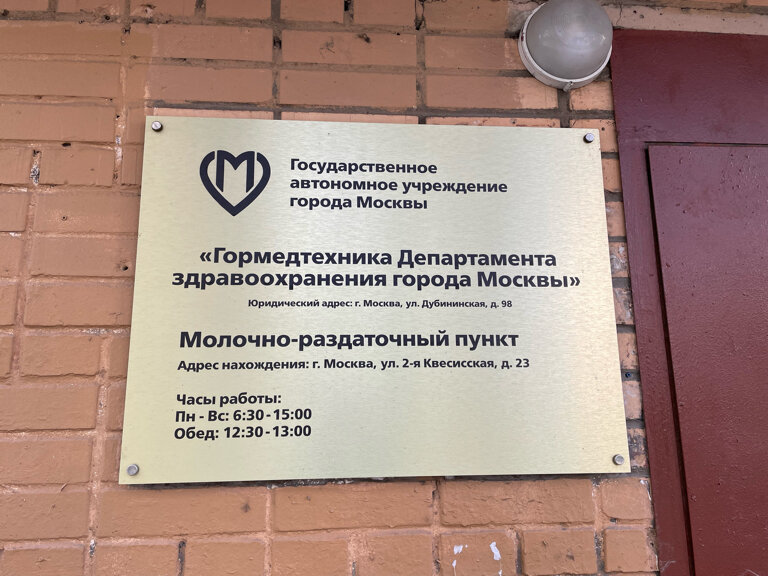 М
Государственное
автономное учреждение
города Москвы
«Гормедтехника Департамента
здравоохранения города Москвы»
Юридический адрес: г. Москва, ул. Дубининская, д. 98
Молочно-раздаточный пункт
Адрес нахождения: г. Москва, ул. 2-я Квесисская, д. 23
Часы работы:
Пн - Вс: 6:30 - 15:00
Обед: 12:30 - 13:00